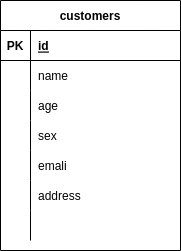 customers
PK id
name
age
sex
emali
address